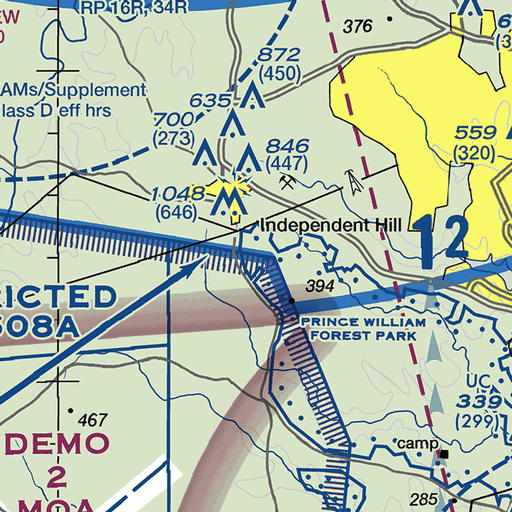 RP 16R, 34R
376
872
(450)
AMs/Supplement
lass D eff hrs
635
700
(273)
846
(447)
559
(320)
1048
(646)
Independent Hill
12
394
RICTED
508A
PRINCE WILLIAM
FOREST PARK
UC
339
(299)
467
DEMO
2
MOA
camp
285